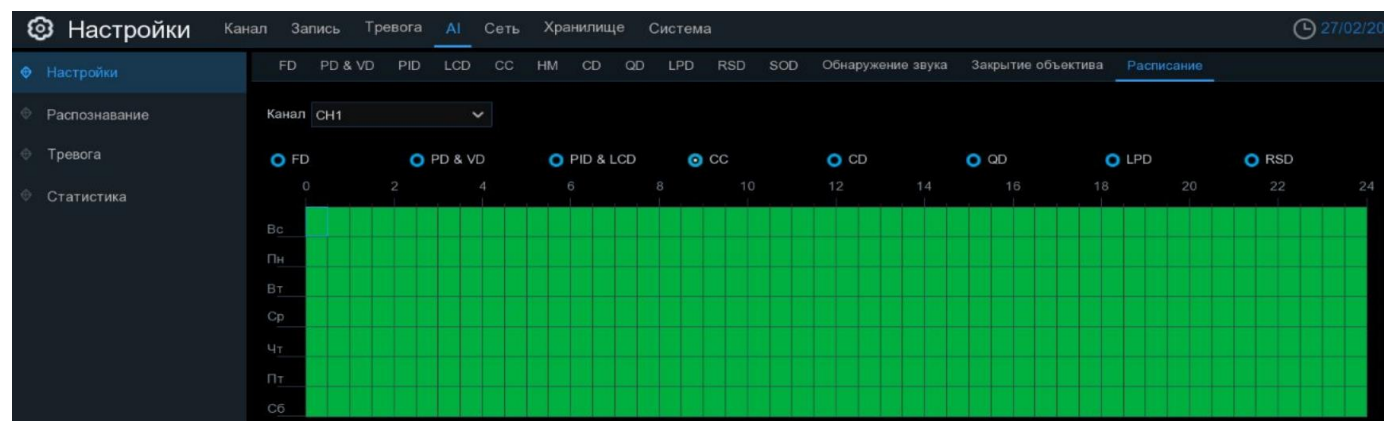 Настройки Канал Запись Тревога AI Сеть Хранилище Система 27/02/20
Настройки FD PD & VD PID LCD CC HM CD QD LPD RSD SOD Обнаружение звука Закрытие объектива Расписание
Распознавание Канал CH1
Тревога FD PD & VD PID & LCD CC CD QD LPD RSD
Статистика 0 2 4 6 8 10 12 14 16 18 20 22 24
Вс
Пн
Вт
Ср
Чт
Пт
Сб